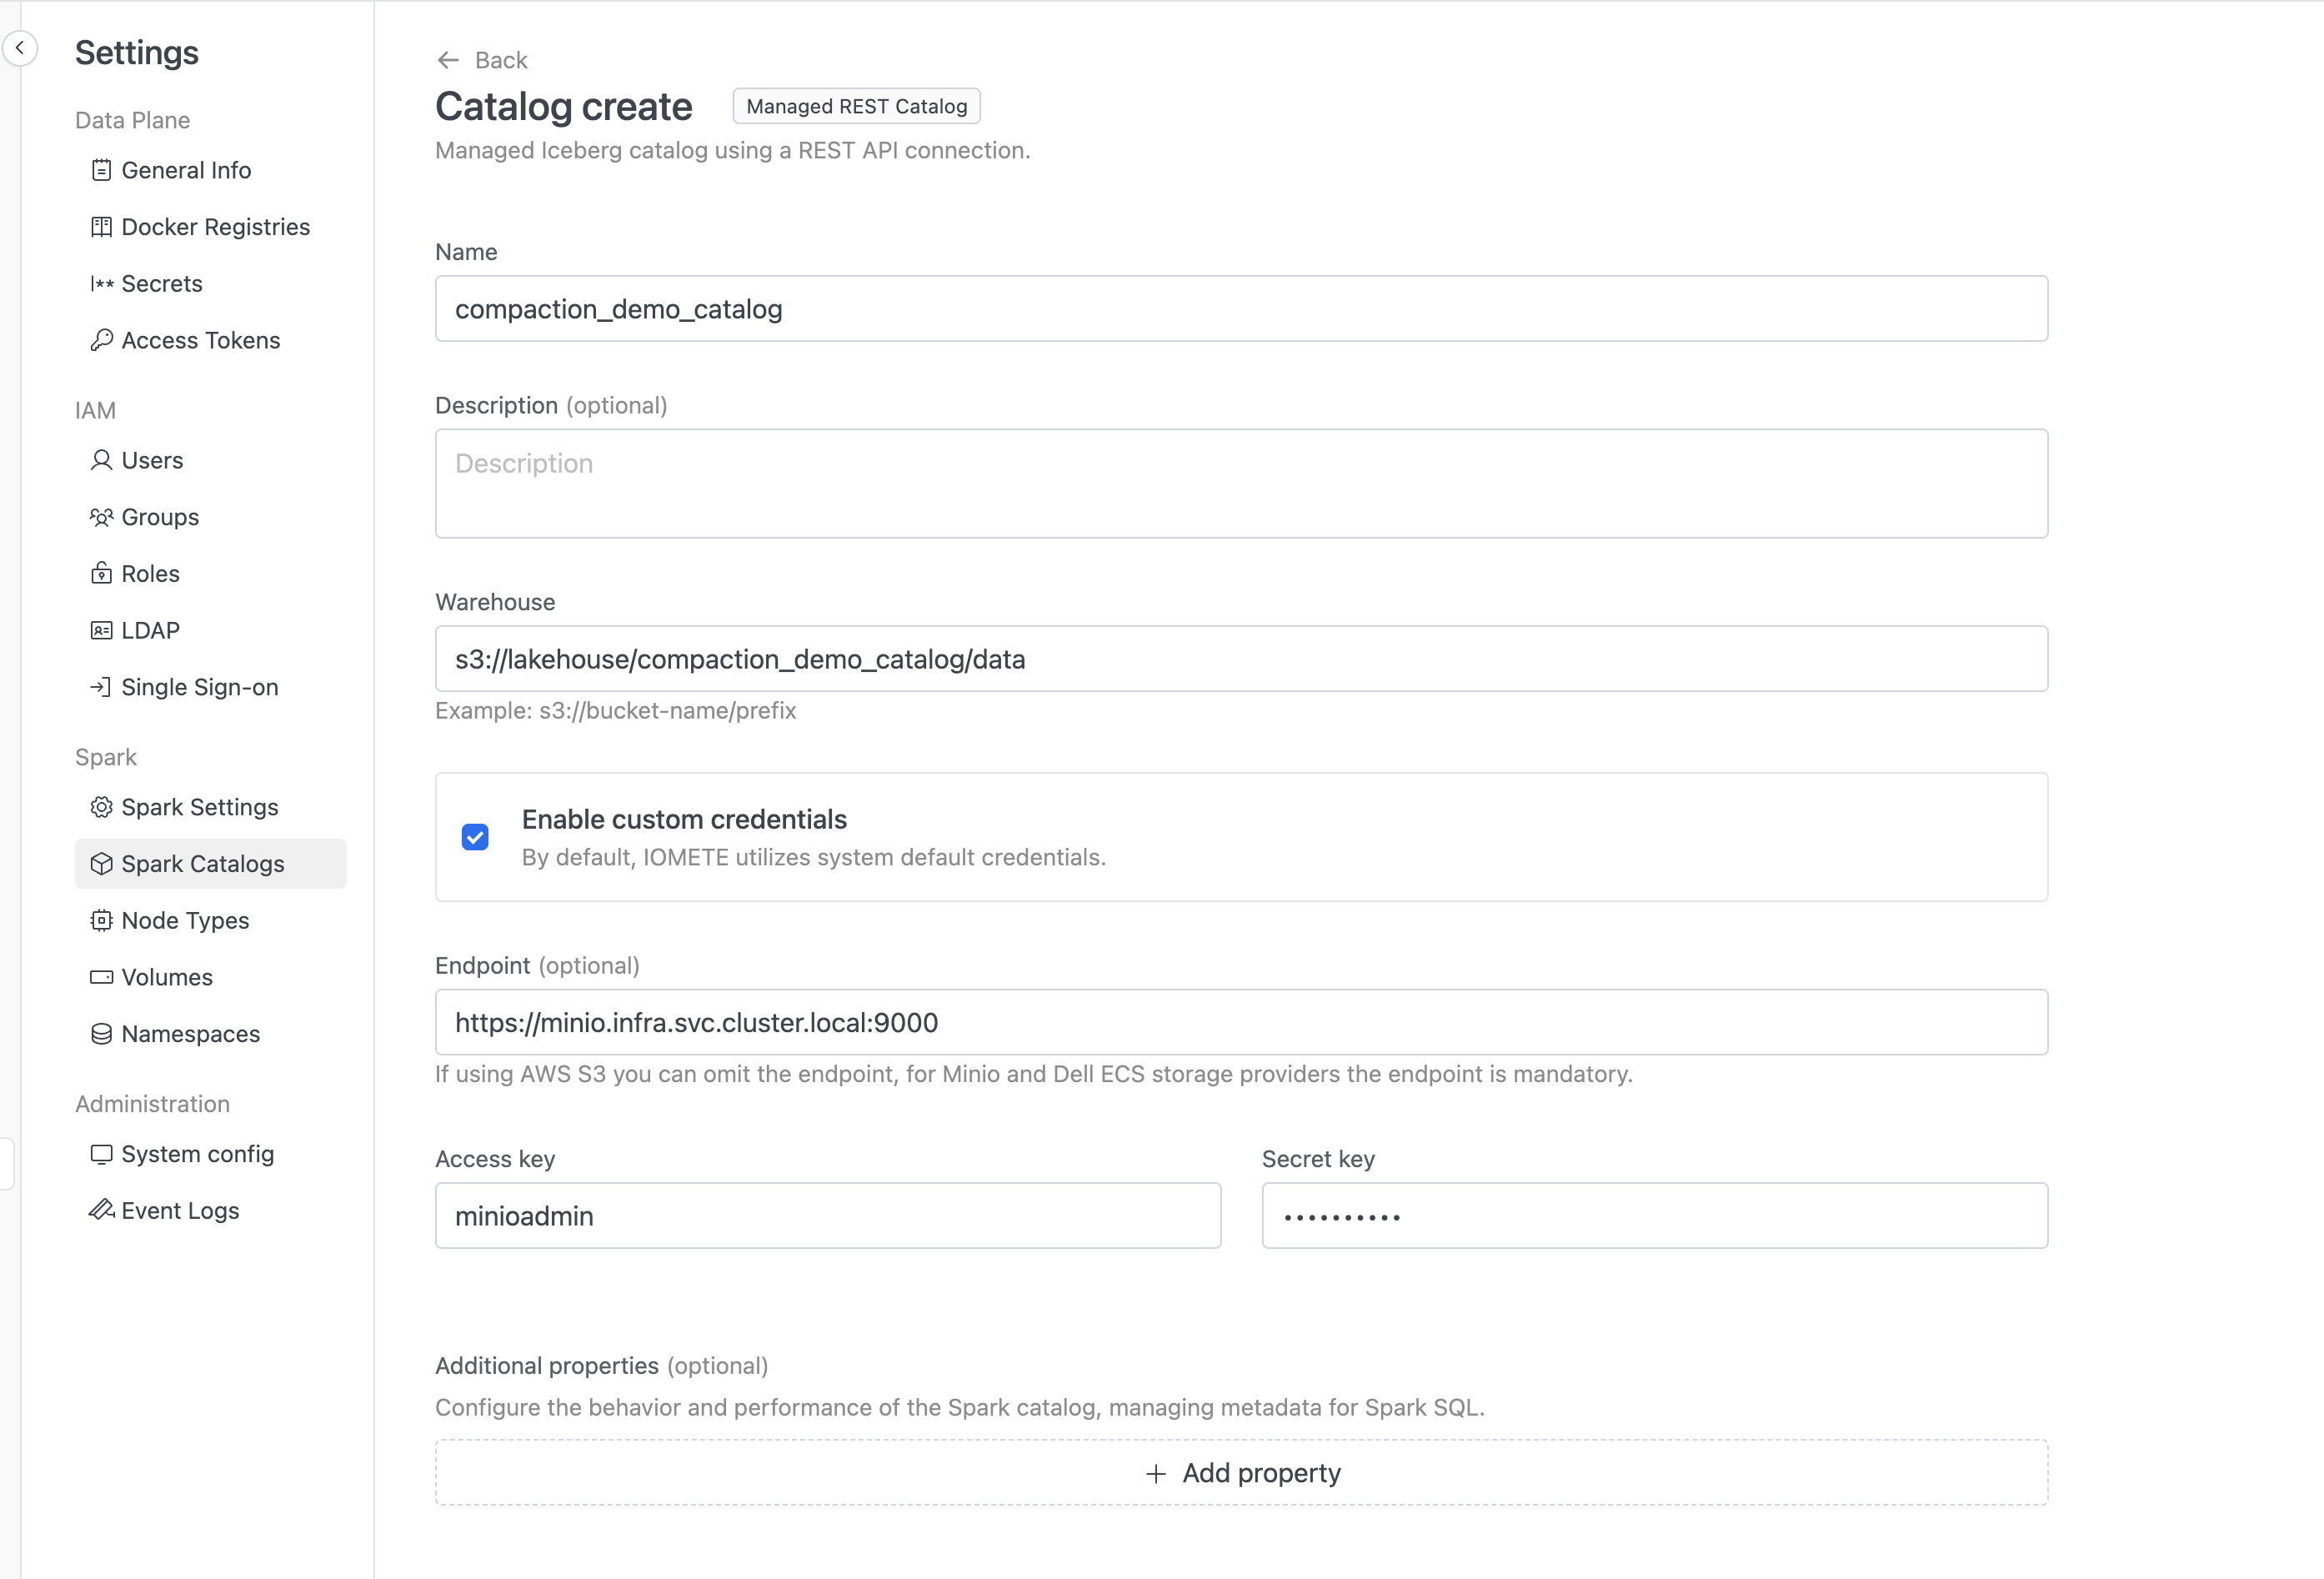 Settings
Data Plane
General Info
Docker Registries
Secrets
Access Tokens
IAM
Users
Groups
Roles
LDAP
Single Sign-on
Spark
Spark Settings
Spark Catalogs
Node Types
Volumes
Namespaces
Administration
System config
Event Logs
Back
Catalog create
Managed REST Catalog
Managed Iceberg catalog using a REST API connection.
Name
compaction_demo_catalog
Description (optional)
Description
Warehouse
s3://lakehouse/compaction_demo_catalog/data
Example: s3://bucket-name/prefix
Enable custom credentials
By default, IOMETE utilizes system default credentials.
Endpoint (optional)
https://minio.infra.svc.cluster.local:9000
If using AWS S3 you can omit the endpoint, for Minio and Dell ECS storage providers the endpoint is mandatory.
Access key
minioadmin
Secret key
••••••••••
Additional properties (optional)
Configure the behavior and performance of the Spark catalog, managing metadata for Spark SQL.
+ Add property